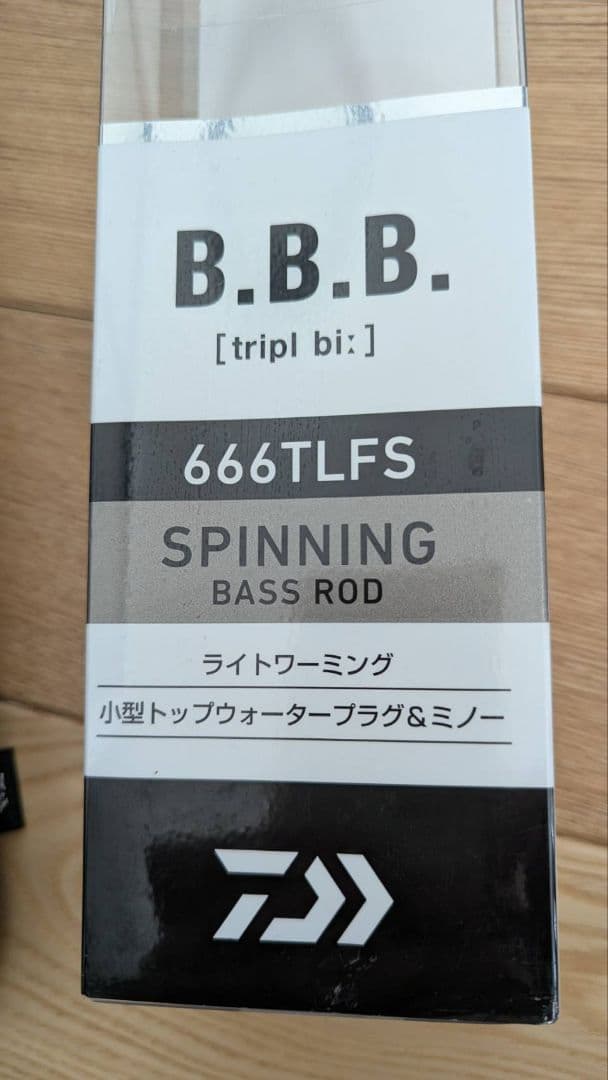 B.B.B.
[tripl biː]
666TLFS
SPINNING
BASS ROD
ライトワーミング
小型トップウォータープラグ&ミノー